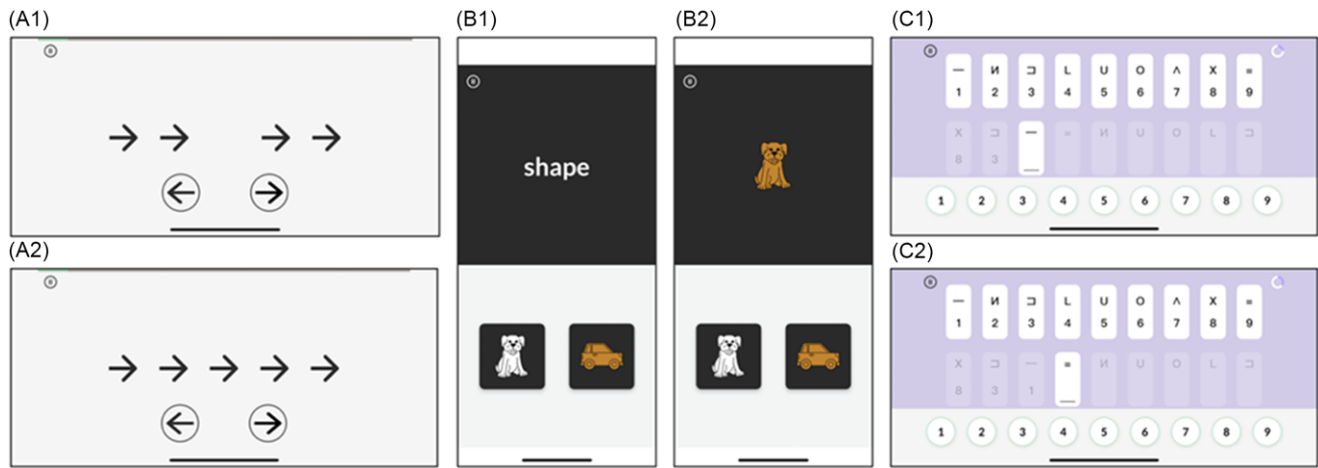 (A1)
(B1)
(B2)
(C1)
— И ⊐ L U O Λ X =
1 2 3 4 5 6 7 8 9
shape
X ⊐ — = И U O L ⊐
8 3
1 2 3 4 5 6 7 8 9
(A2)
(C2)
— И ⊐ L U O Λ X =
1 2 3 4 5 6 7 8 9
X ⊐ — = И U O L ⊐
8 3 1
1 2 3 4 5 6 7 8 9